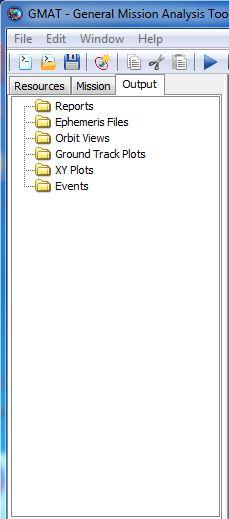 GMAT - General Mission Analysis Too
File Edit Window Help
Resources Mission Output
Reports
Ephemeris Files
Orbit Views
Ground Track Plots
XY Plots
Events